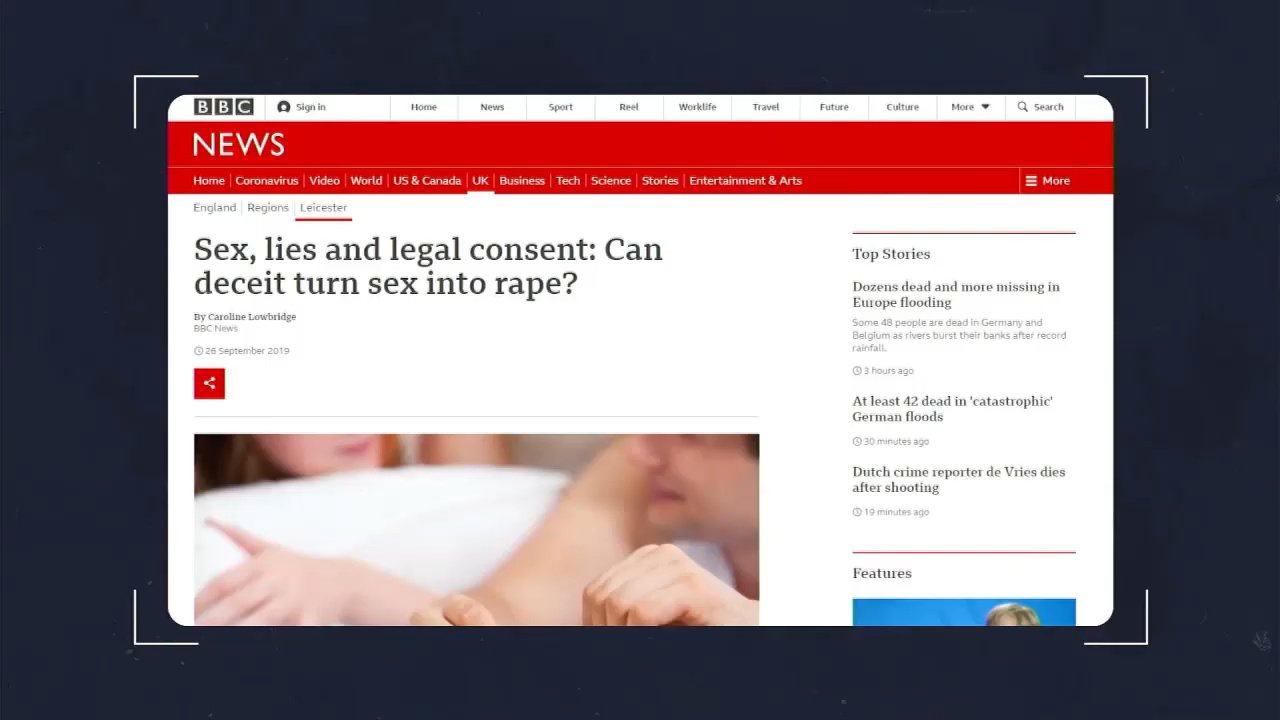 BBC
Sign in
Home
News
Sport
Reel
Worklife
Travel
Future
Culture
More
Search
NEWS
Home
Coronavirus
Video
World
US & Canada
UK
Business
Tech
Science
Stories
Entertainment & Arts
More
England
Regions
Leicester
Sex, lies and legal consent: Can
deceit turn sex into rape?
By Caroline Lowbridge
BBC News
26 September 2019
Top Stories
Dozens dead and more missing in
Europe flooding
Some 48 people are dead in Germany and
Belgium as rivers burst their banks after record
rainfall.
3 hours ago
At least 42 dead in 'catastrophic'
German floods
30 minutes ago
Dutch crime reporter de Vries dies
after shooting
19 minutes ago
Features